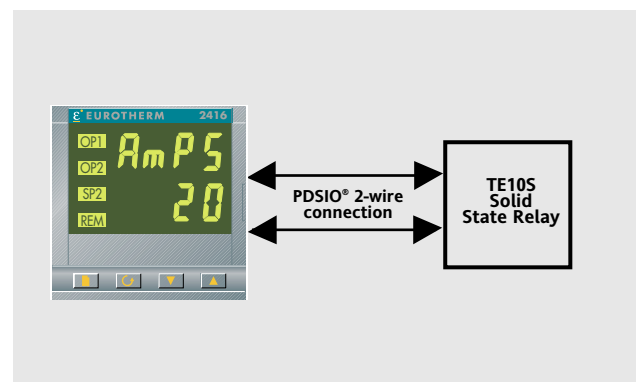 ε EUROTHERM 2416
OP1
AmPS
OP2
SP2
20
REM
PDSIO® 2-wire
connection
TE10S
Solid
State Relay